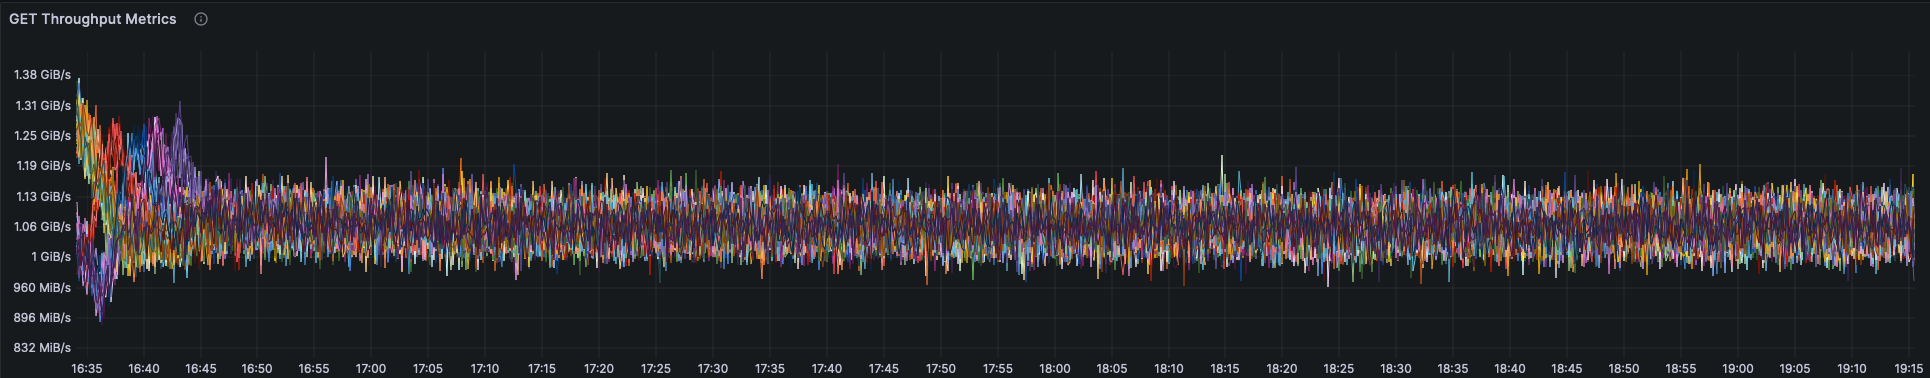 GET Throughput Metrics
1.38 GiB/s
1.31 GiB/s
1.25 GiB/s
1.19 GiB/s
1.13 GiB/s
1.06 GiB/s
1 GiB/s
960 MiB/s
896 MiB/s
832 MiB/s
16:35 16:40 16:45 16:50 16:55 17:00 17:05 17:10 17:15 17:20 17:25 17:30 17:35 17:40 17:45 17:50 17:55 18:00 18:05 18:10 18:15 18:20 18:25 18:30 18:35 18:40 18:45 18:50 18:55 19:00 19:05 19:10 19:15